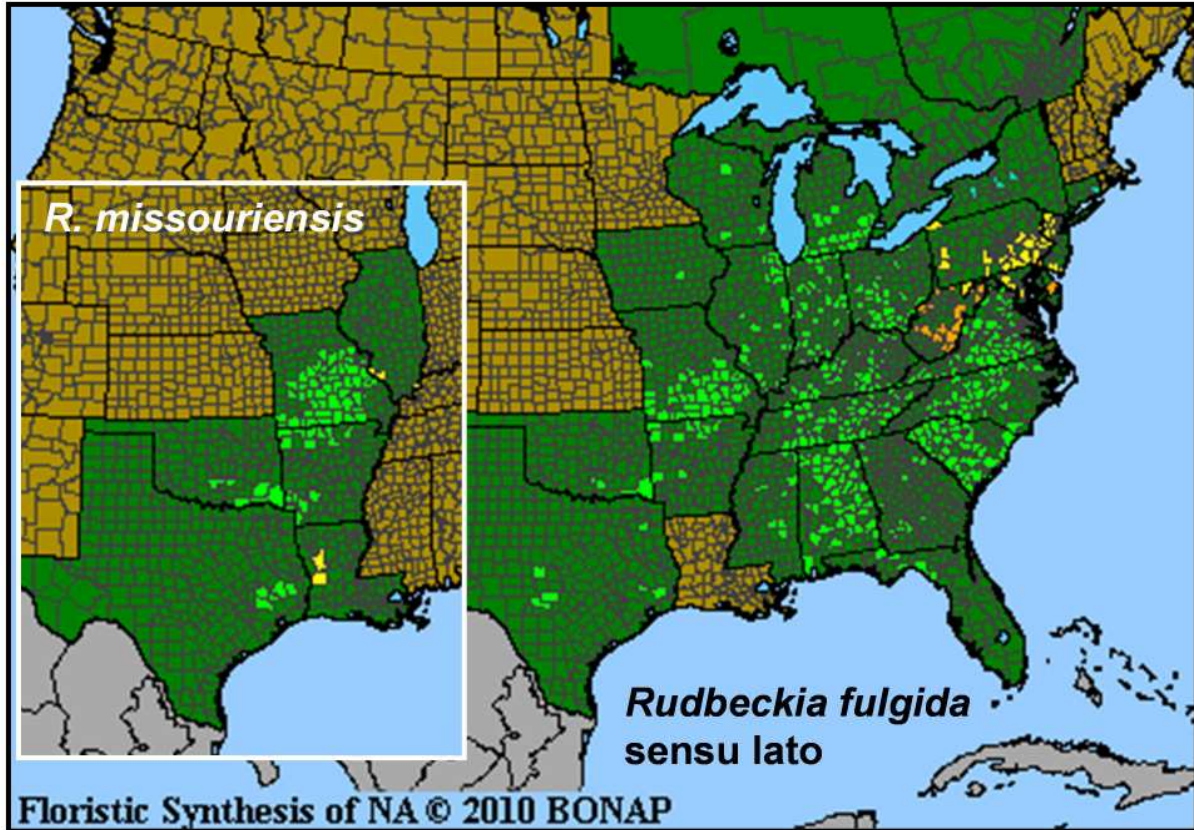 R. missouriensis
Rudbeckia fulgida
sensu lato
Floristic Synthesis of NA © 2010 BONAP